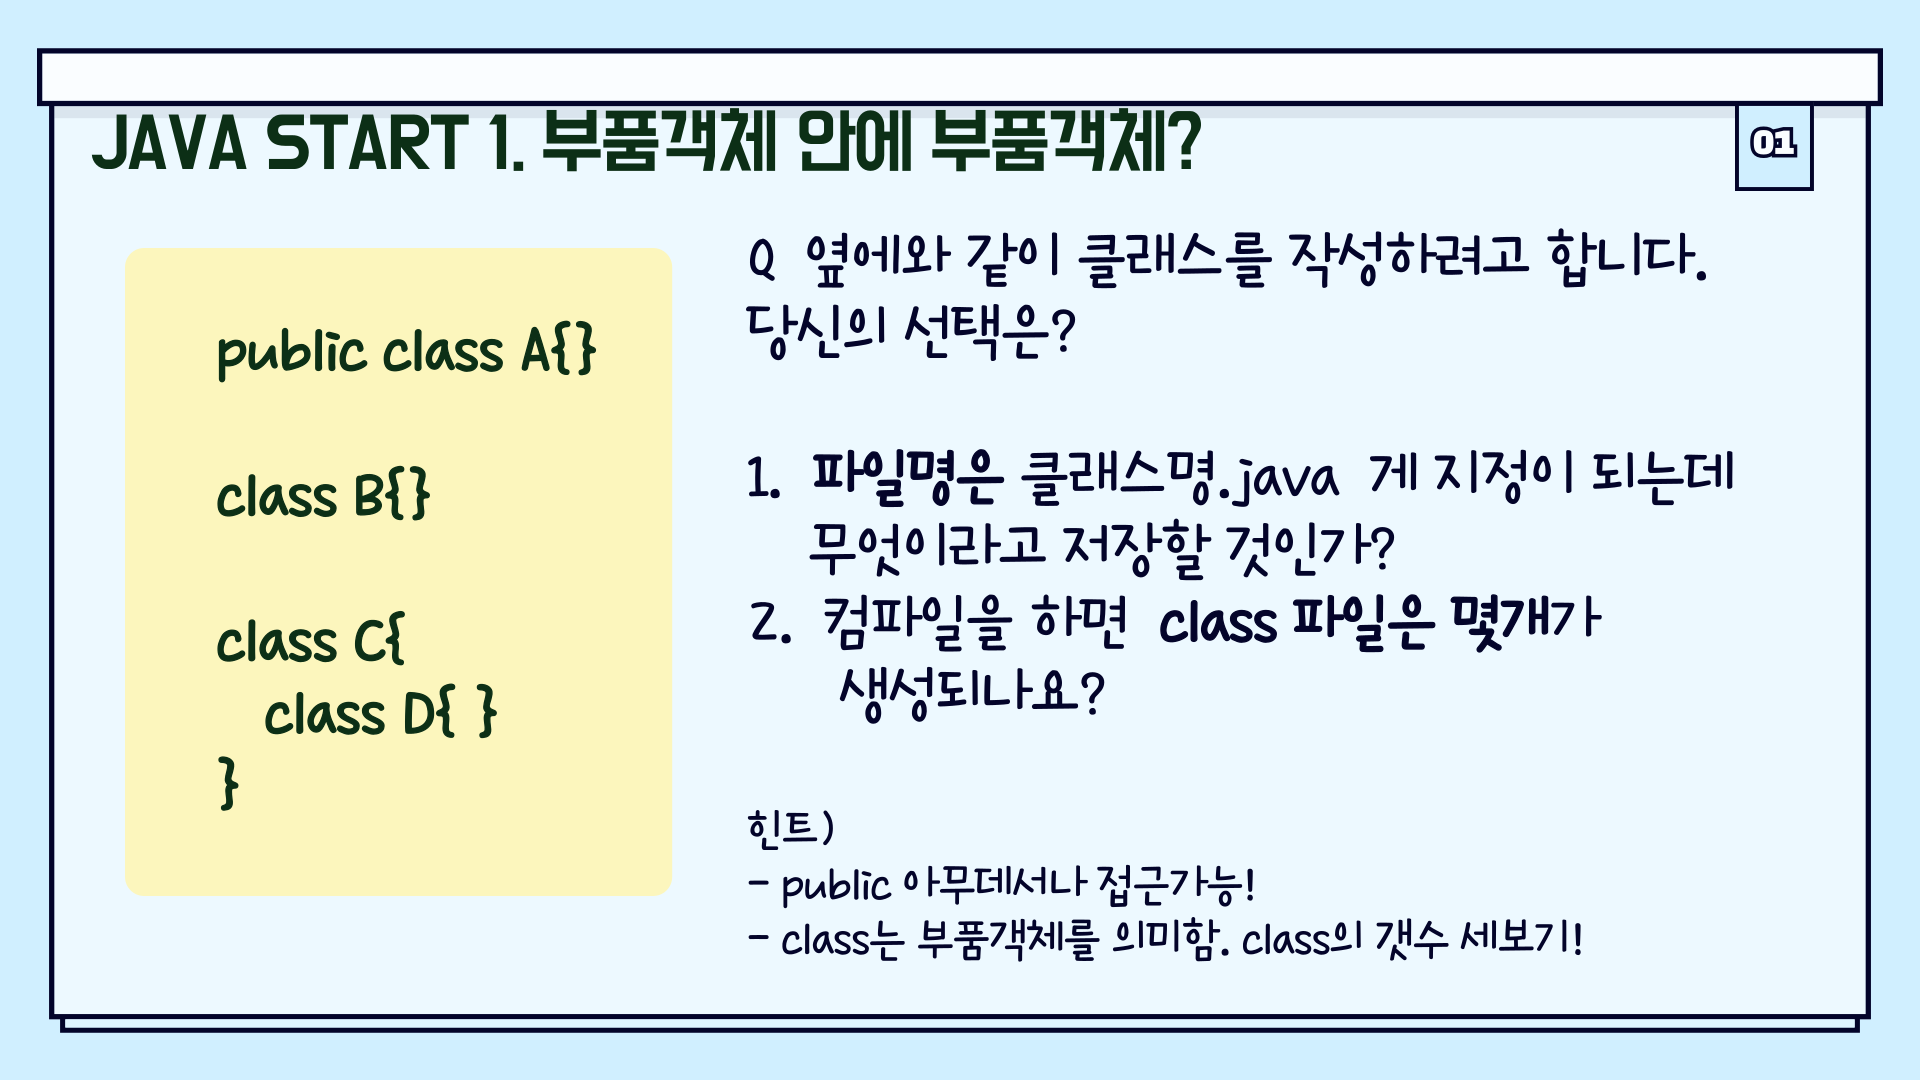 JAVA START 1. 부품객체 안에 부품객체?
01
public class A{}
class B{}
class C{
class D{ }
}
Q 옆에와 같이 클래스를 작성하려고 합니다.
당신의 선택은?
1. 파일명은 클래스명.java 게 지정이 되는데
무엇이라고 저장할 것인가?
2. 컴파일을 하면 class 파일은 몇개가
생성되나요?
힌트)
- public 아무데서나 접근가능!
- class는 부품객체를 의미함. class의 갯수 세보기!